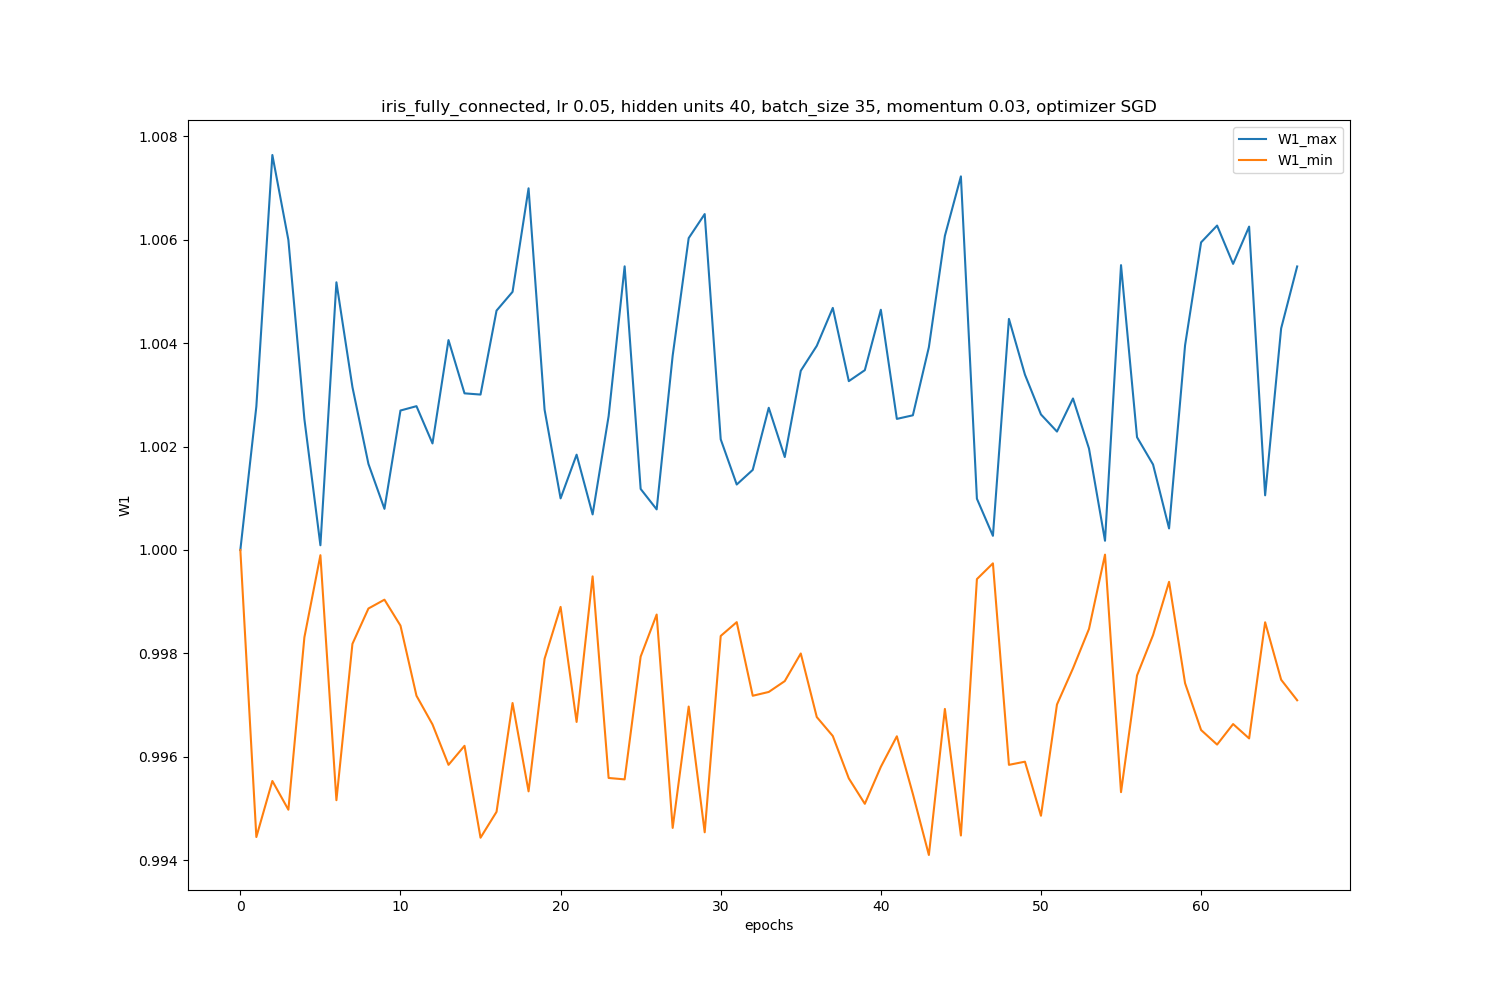 iris_fully_connected, lr 0.05, hidden units 40, batch_size 35, momentum 0.03, optimizer SGD
W1_max
W1_min
1.008
1.006
1.004
1.002
1.000
0.998
0.996
0.994
W1
0 10 20 30 40 50 60
epochs